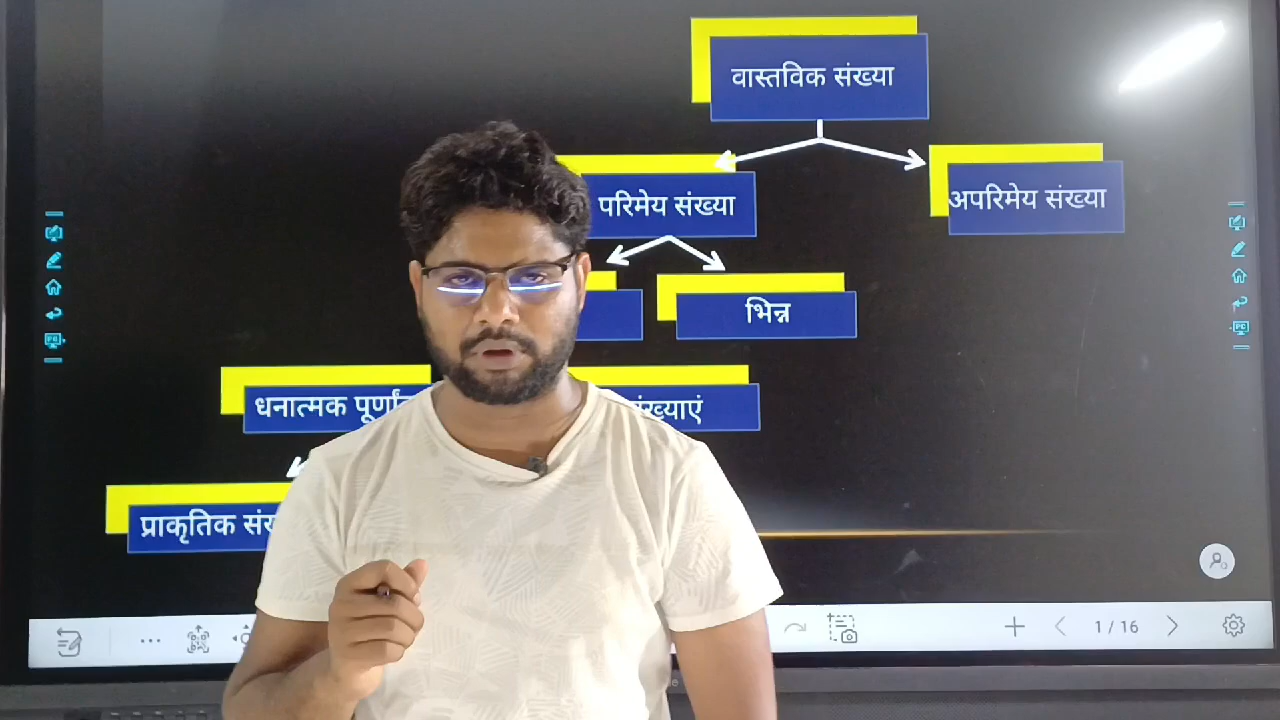 वास्तविक संख्या
परिमेय संख्या
अपरिमेय संख्या
भिन्न
धनात्मक
प्राकृतिक
1 / 16